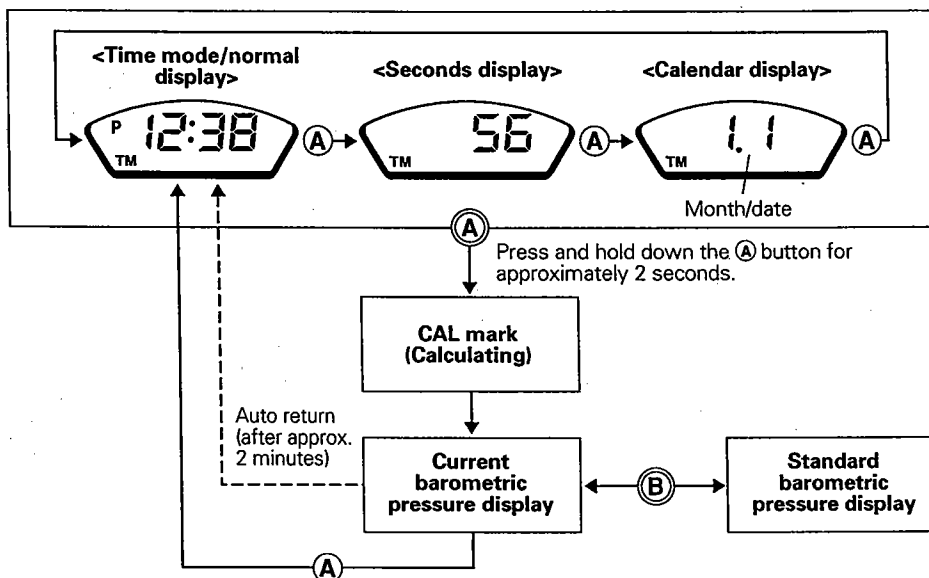 <Time mode/normal
display>
<Seconds display>
<Calendar display>
P 12:38
TM
A
56
TM
A
1. 1
TM
A
Month/date
A
Press and hold down the A button for
approximately 2 seconds.
CAL mark
(Calculating)
Auto return
(after approx.
2 minutes)
Current
barometric
pressure display
B
Standard
barometric
pressure display
A